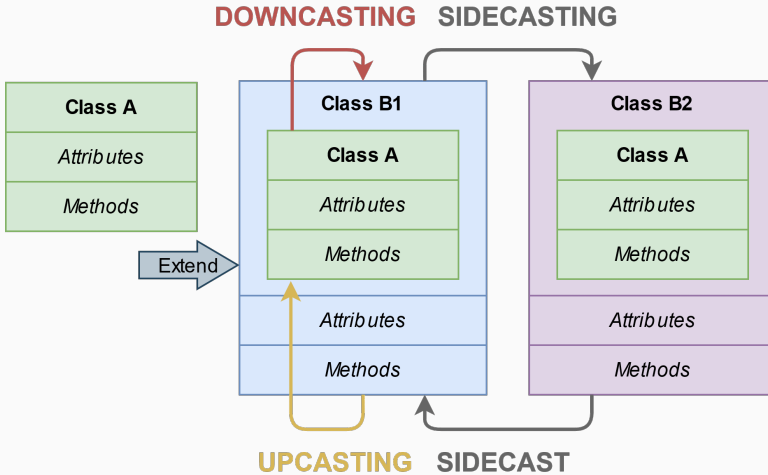 DOWNCASTING SIDECASTING
Class A
Attributes
Methods
Extend
Class B1
Class A
Attributes
Methods
Attributes
Methods
Class B2
Class A
Attributes
Methods
Attributes
Methods
UPCASTING SIDECAST